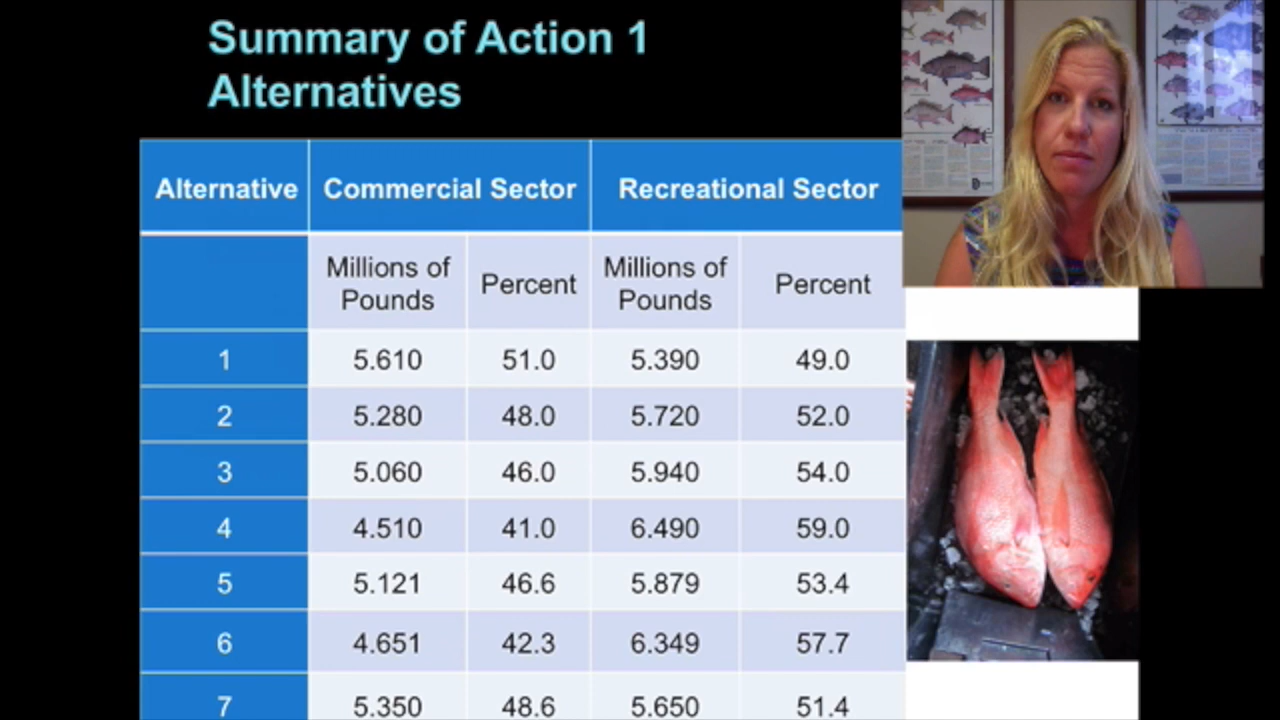 Summary of Action 1
Alternatives
Alternative Commercial Sector Recreational Sector
Millions of Pounds Percent Millions of Pounds Percent
1 5.610 51.0 5.390 49.0
2 5.280 48.0 5.720 52.0
3 5.060 46.0 5.940 54.0
4 4.510 41.0 6.490 59.0
5 5.121 46.6 5.879 53.4
6 4.651 42.3 6.349 57.7
7 5.350 48.6 5.650 51.4